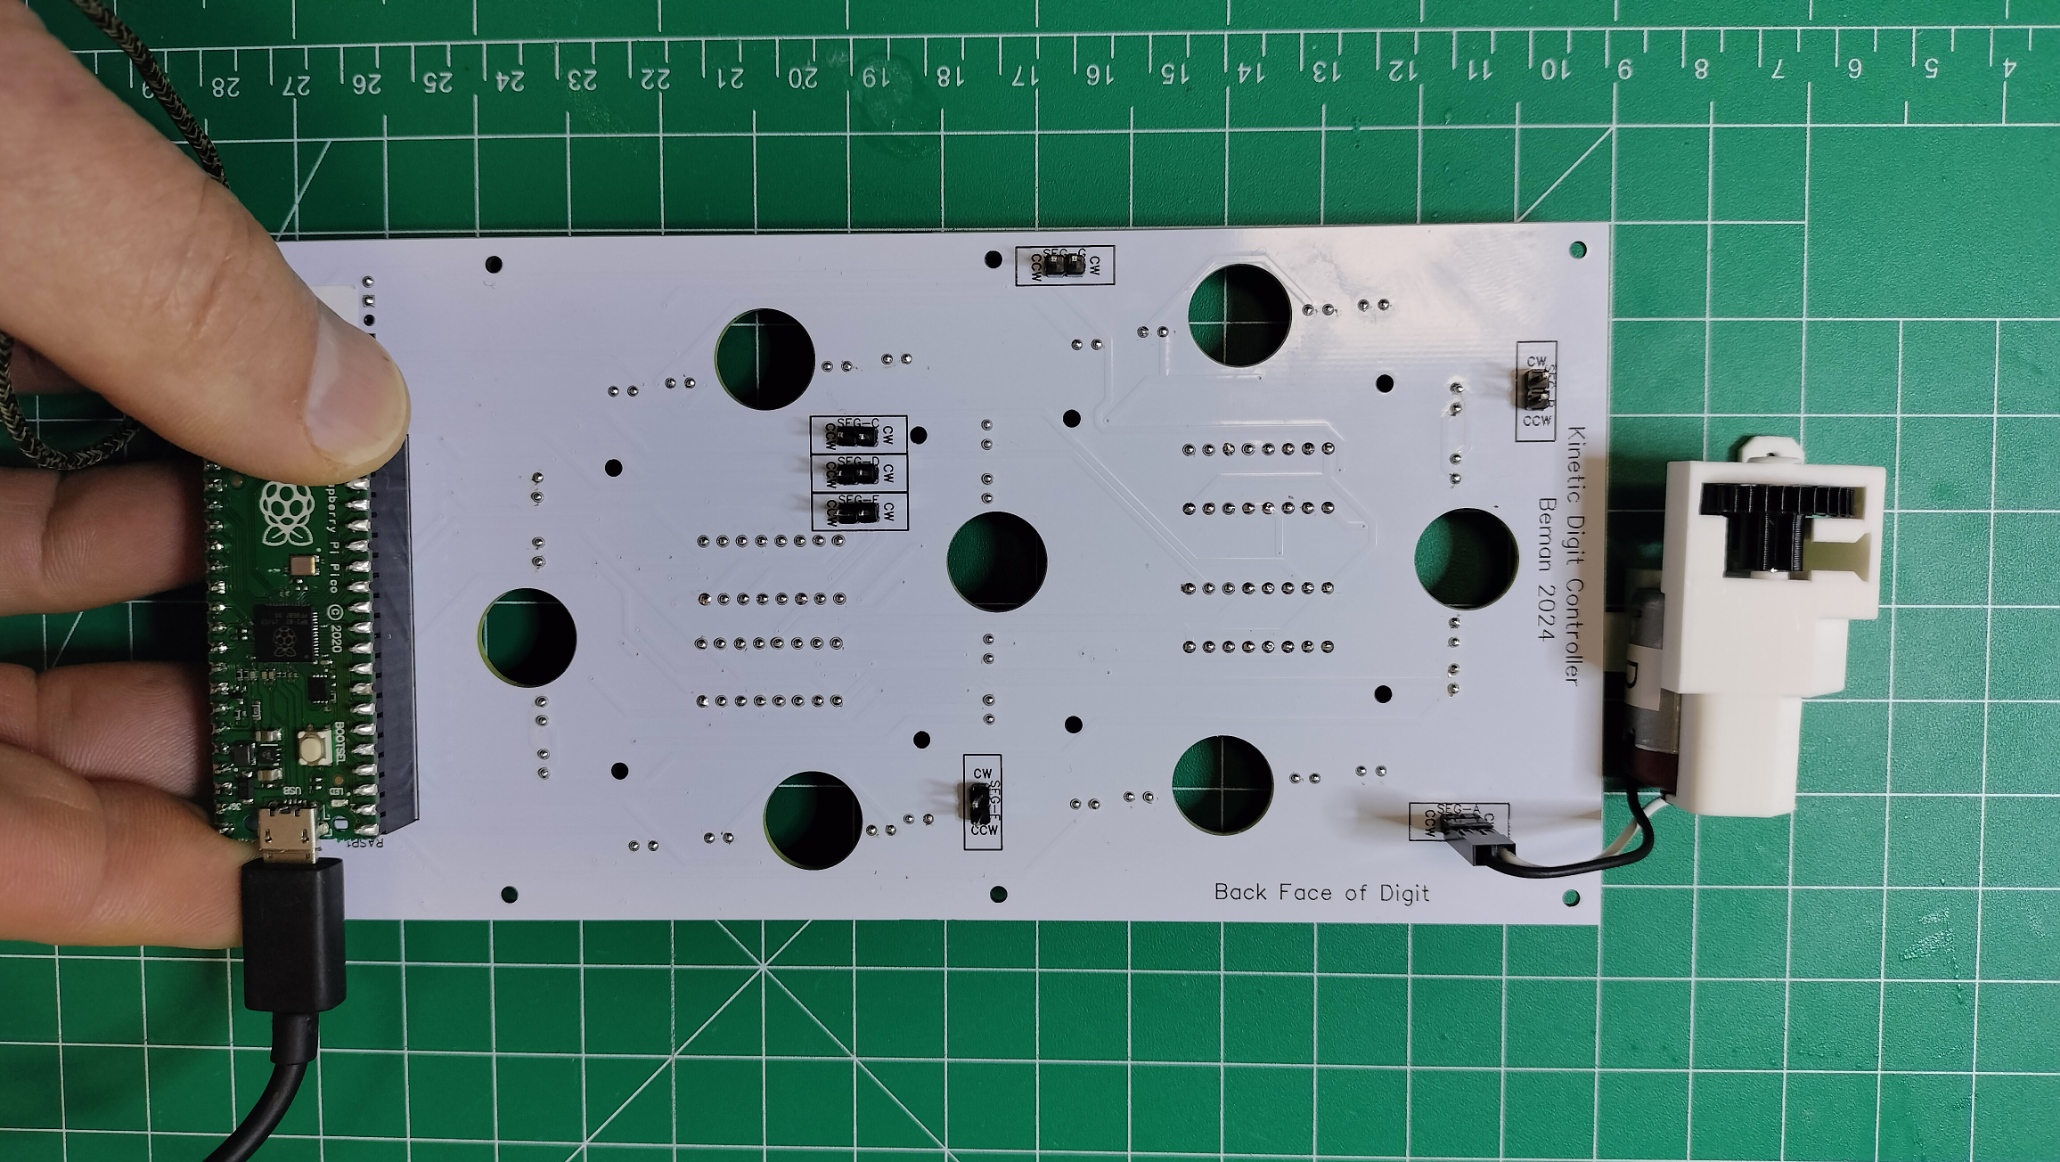 28 27 26 25 24 23 22 21 20 19 18 17 16 15 14 13 12 11 10 9 8 7 6 5 4
CCW
CW
CW
CCW
Kinetic Digit Controller
Beman 2024
SEG-C
CCW
CW
SEG-D
CCW
CW
SEG-E
CCW
CW
Pi Pico © 2020
BOOTSEL
USB
RASP1
CW
SEG-F
CCW
SEG-A
CCW
D
Back Face of Digit